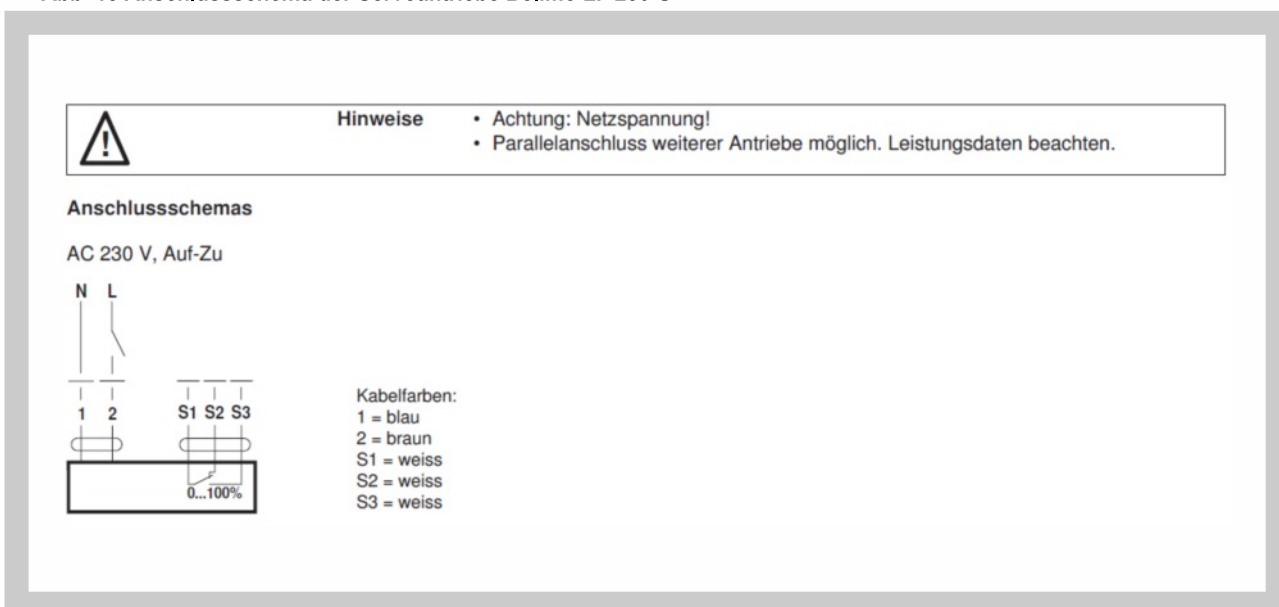 Hinweise • Achtung: Netzspannung!
• Parallelanschluss weiterer Antriebe möglich. Leistungsdaten beachten.
Anschlussschemas
AC 230 V, Auf-Zu
N L
1 2 S1 S2 S3
0...100%
Kabelfarben:
1 = blau
2 = braun
S1 = weiss
S2 = weiss
S3 = weiss